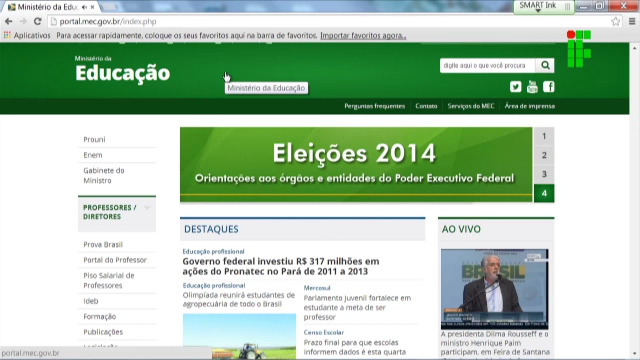 Ministério da Edu
SMART Ink
portal.mec.gov.br/index.php
Aplicativos Para acessar rapidamente, coloque os seus favoritos aqui na barra de favoritos. Importar favoritos agora...
Ministério da
Educação
digite aqui o que você procura
Ministério da Educação
Perguntas frequentes Contato Serviços do MEC Área de imprensa
Prouni
Enem
Gabinete do
Ministro
PROFESSORES /
DIRETORES
Prova Brasil
Portal do Professor
Piso Salarial de
Professores
Ideb
Formação
Publicações
Eleições 2014
Orientações aos órgãos e entidades do Poder Executivo Federal
1
2
3
4
DESTAQUES
Educação profissional
Governo federal investiu R$ 317 milhões em
ações do Pronatec no Pará de 2011 a 2013
Educação profissional
Olimpíada reunirá estudantes de
agropecuária de todo o Brasil
Mercosul
Parlamento Juvenil fortalece em
estudante a meta de ser
professor
Censo Escolar
Prazo final para que escolas
informem dados é esta quarta
AO VIVO
BRASIL
A presidenta Dilma Rousseff e o
ministro Henrique Paim
participam, em Feira de Santana
portal.mec.gov.br